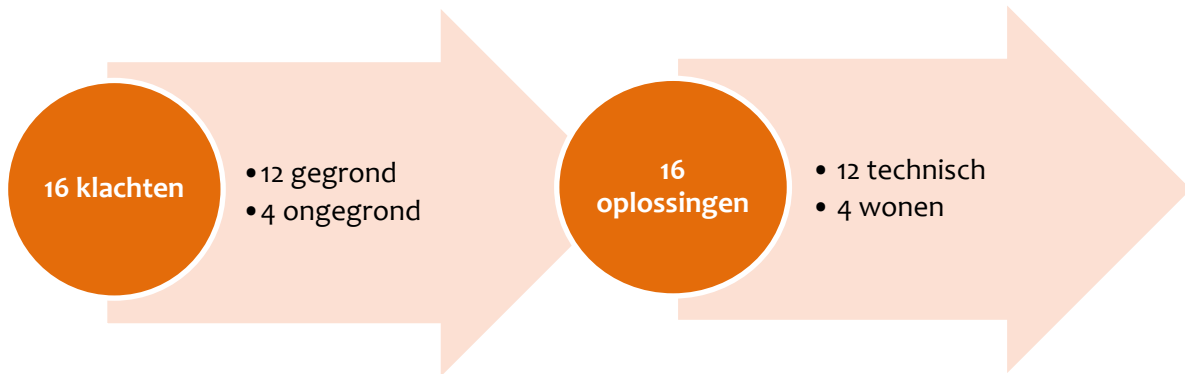 16 klachten
•12 gegrond
•4 ongegrond
16
oplossingen
• 12 technisch
• 4 wonen